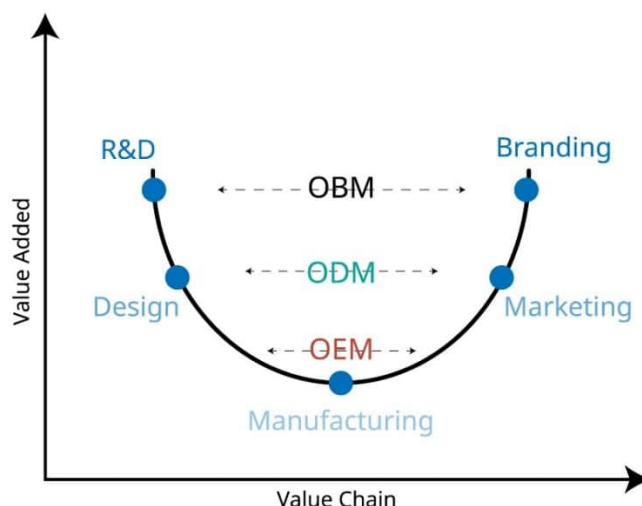 R&D
Branding
OBM
ODM
Design
Marketing
OEM
Manufacturing
Value Added
Value Chain